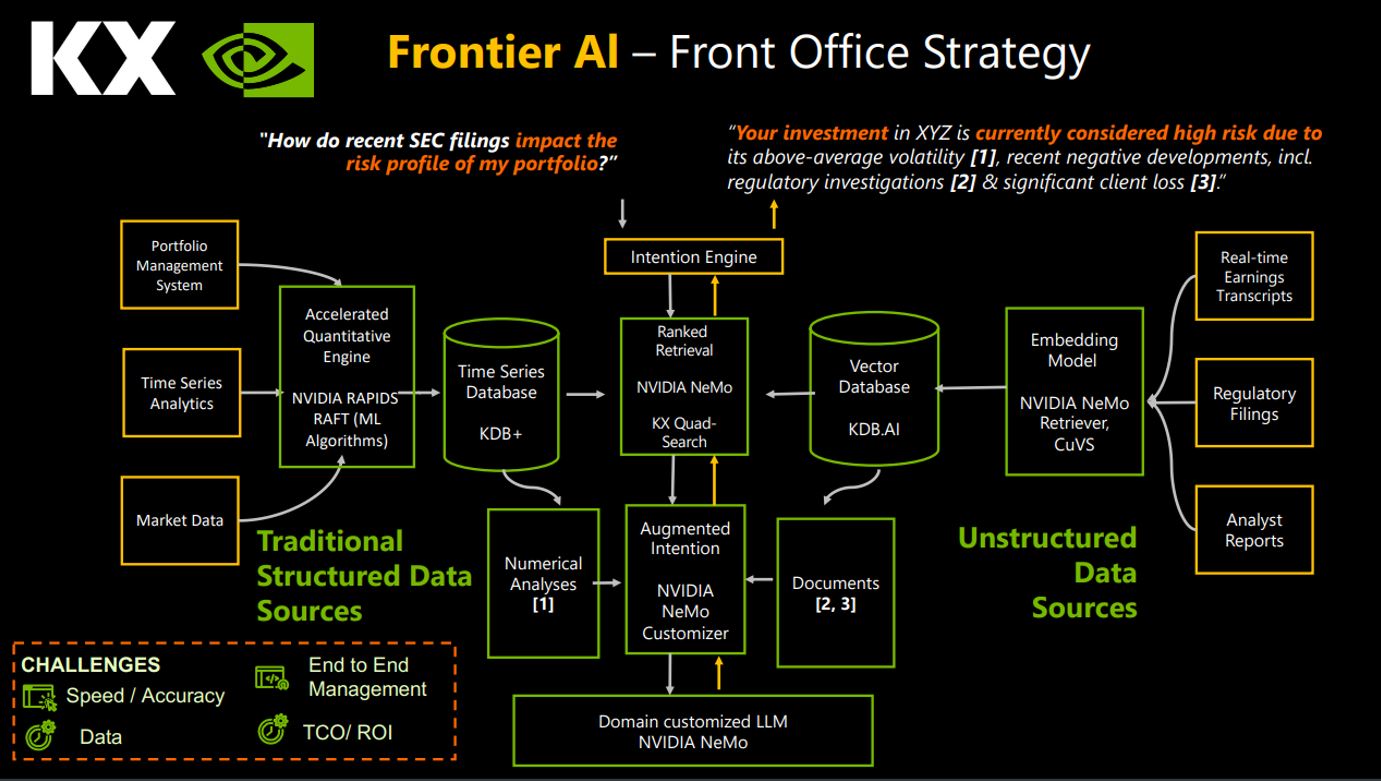 KX
Frontier AI – Front Office Strategy
"How do recent SEC filings impact the
risk profile of my portfolio?”
“Your investment in XYZ is currently considered high risk due to
its above-average volatility [1], recent negative developments, incl.
regulatory investigations [2] & significant client loss [3].“
Portfolio
Management
System
Time Series
Analytics
Market Data
Accelerated
Quantitative
Engine
NVIDIA RAPIDS
RAFT (ML
Algorithms)
Time Series
Database
KDB+
Intention Engine
Ranked
Retrieval
NVIDIA NeMo
KX Quad-
Search
Vector
Database
KDB.AI
Embedding
Model
NVIDIA NeMo
Retriever,
CuVS
Real-time
Earnings
Transcripts
Regulatory
Filings
Analyst
Reports
Traditional
Structured Data
Sources
Numerical
Analyses
[1]
Augmented
Intention
NVIDIA
NeMo
Customizer
Documents
[2, 3]
Unstructured
Data
Sources
Domain customized LLM
NVIDIA NeMo
CHALLENGES
Speed / Accuracy
Data
End to End
Management
TCO/ ROI